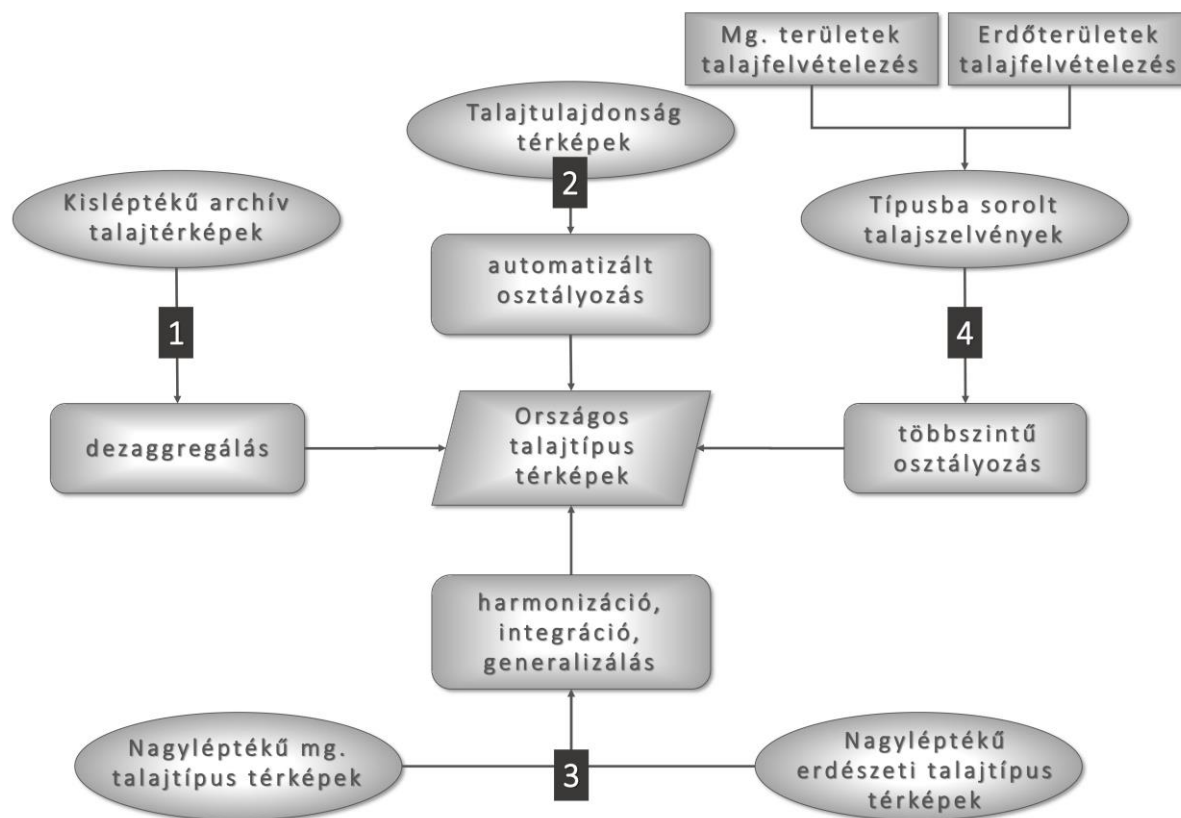 Mg. területek
talajfelvételezés
Erdőterületek
talajfelvételezés
Talajtulajdonság
térképek
2
Kisléptékű archív
talajtérképek
Típusba sorolt
talajszelvények
automatizált
osztályozás
1
4
dezaggregálás
Országos
talajtípus
térképek
többszintű
osztályozás
harmonizáció,
integráció,
generalizálás
Nagyléptékű mg.
talajtípus térképek
3
Nagyléptékű
erdészeti talajtípus
térképek